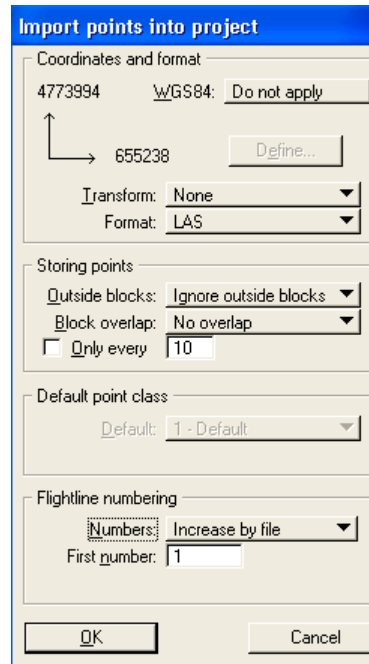 Import points into project
Coordinates and format
4773994 WGS84: Do not apply
655238 Define...
Transform: None
Format: LAS
Storing points
Outside blocks: Ignore outside blocks
Block overlap: No overlap
Only every 10
Default point class
Default: 1 - Default
Flightline numbering
Numbers: Increase by file
First number: 1
OK Cancel